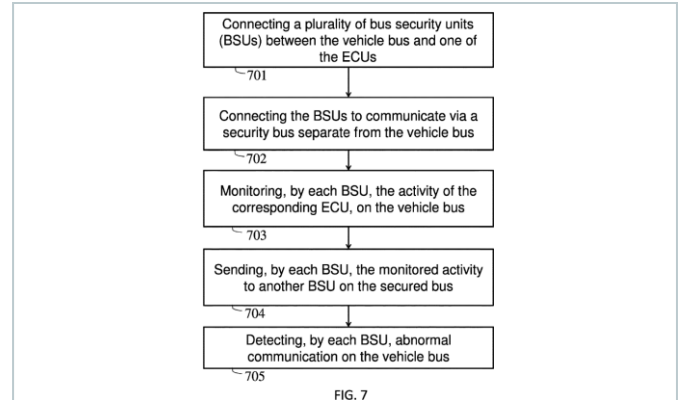 Connecting a plurality of bus security units
(BSUs) between the vehicle bus and one of
the ECUs
701
Connecting the BSUs to communicate via a
security bus separate from the vehicle bus
702
Monitoring, by each BSU, the activity of the
corresponding ECU, on the vehicle bus
703
Sending, by each BSU, the monitored activity
to another BSU on the secured bus
704
Detecting, by each BSU, abnormal
communication on the vehicle bus
705
FIG. 7